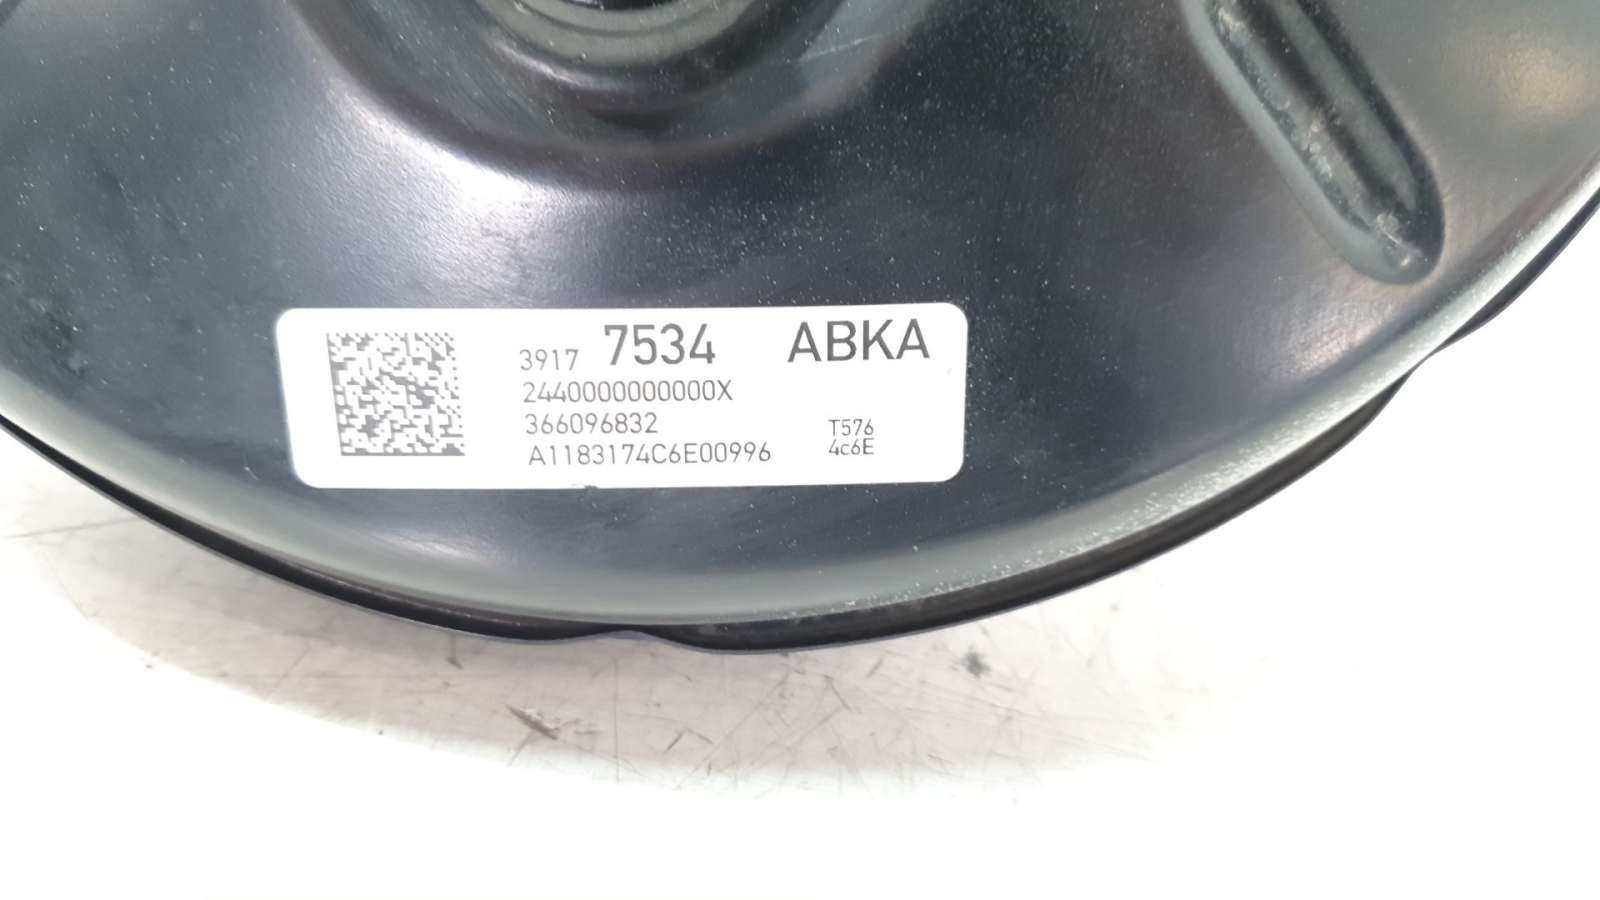 3917 7534 ABKA
2440000000000X
366096832
A1183174C6E00996
T576
4c6E